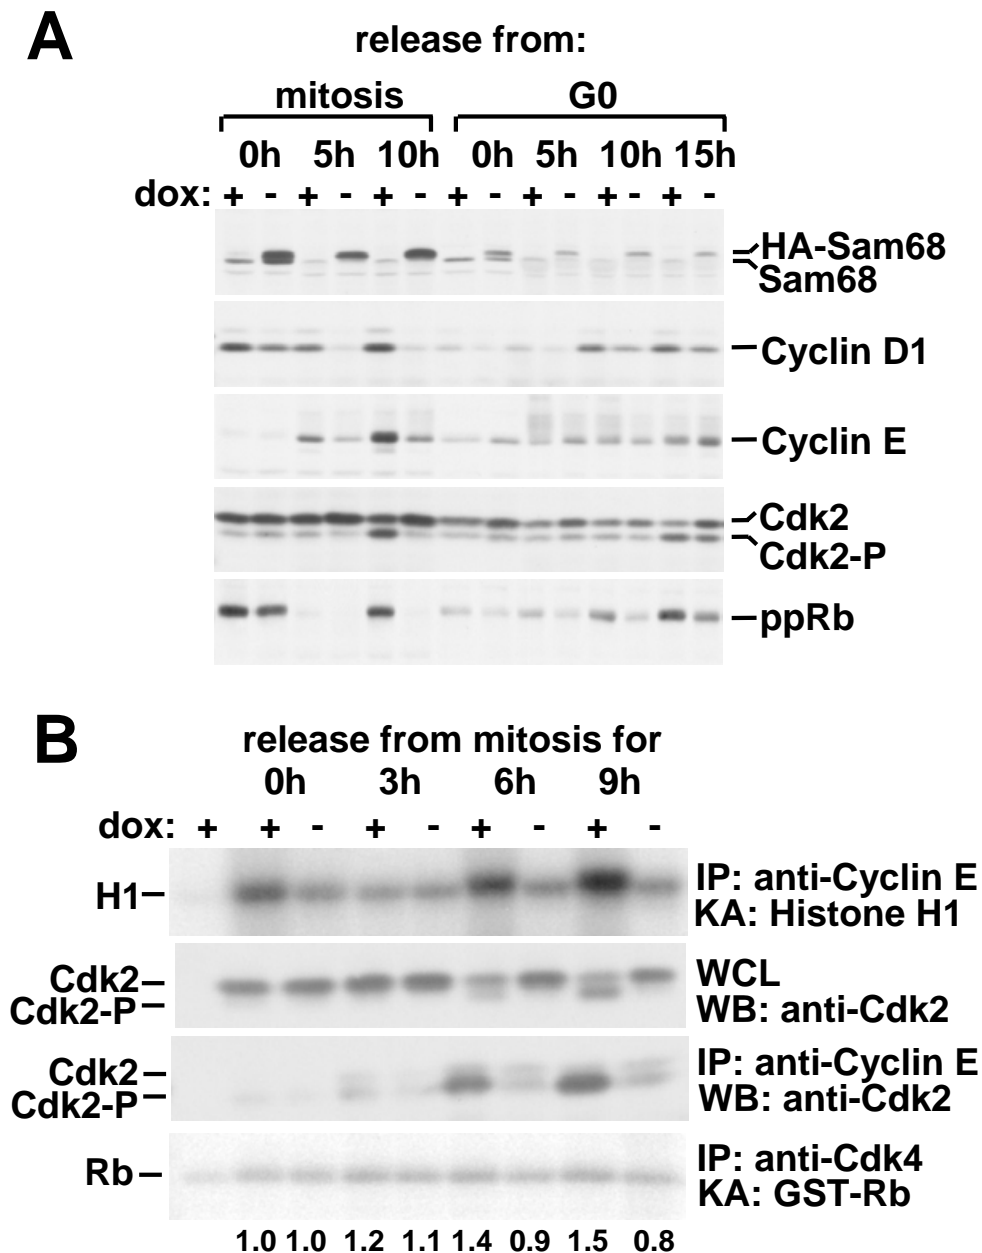 A
release from:
mitosis G0
0h 5h 10h 0h 5h 10h 15h
dox: + - + - + - + - + - + - + -
HA-Sam68
Sam68
Cyclin D1
Cyclin E
Cdk2
Cdk2-P
ppRb
B
release from mitosis for
0h 3h 6h 9h
dox: + + - + - + - + -
H1
IP: anti-Cyclin E
KA: Histone H1
Cdk2
Cdk2-P
WCL
WB: anti-Cdk2
Cdk2
Cdk2-P
IP: anti-Cyclin E
WB: anti-Cdk2
Rb
IP: anti-Cdk4
KA: GST-Rb
1.0 1.0 1.2 1.1 1.4 0.9 1.5 0.8